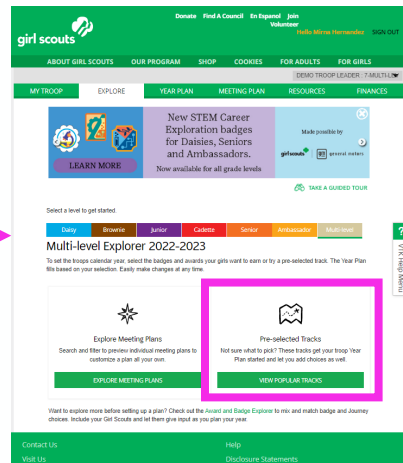 Donate Find A Council En Espanol Join
Volunteer
Hello Mirna Hernandez SIGN OUT
girl scouts
ABOUT GIRL SCOUTS OUR PROGRAM SHOP COOKIES FOR ADULTS FOR GIRLS
DEMO TROOP LEADER : 7-MULTI-LE
MY TROOP EXPLORE YEAR PLAN MEETING PLAN RESOURCES FINANCES
New STEM Career
Exploration badges
for Daisies, Seniors
and Ambassadors.
Now available for all grade levels
LEARN MORE
Made possible by
girl scouts general motors
TAKE A GUIDED TOUR
Select a level to get started.
Daisy Brownie Junior Cadette Senior Ambassador Multi-level
Multi-level Explorer 2022-2023
To set the troops calendar year, select the badges and awards your girls want to earn or try a pre-selected track. The Year Plan
fills based on your selection. Easily make changes at any time.
Explore Meeting Plans
Search and filter to preview individual meeting plans to
customize a plan all your own.
EXPLORE MEETING PLANS
Pre-selected Tracks
Not sure what to pick? These tracks get your troop Year
Plan started and let you add choices as well.
VIEW POPULAR TRACKS
? VTK Help Menu
Want to explore more before setting up a plan? Check out the Award and Badge Explorer to mix and match badge and Journey
choices. Include your Girl Scouts and let them give input as you plan your year.
Contact Us Help
Visit Us Disclosure Statements